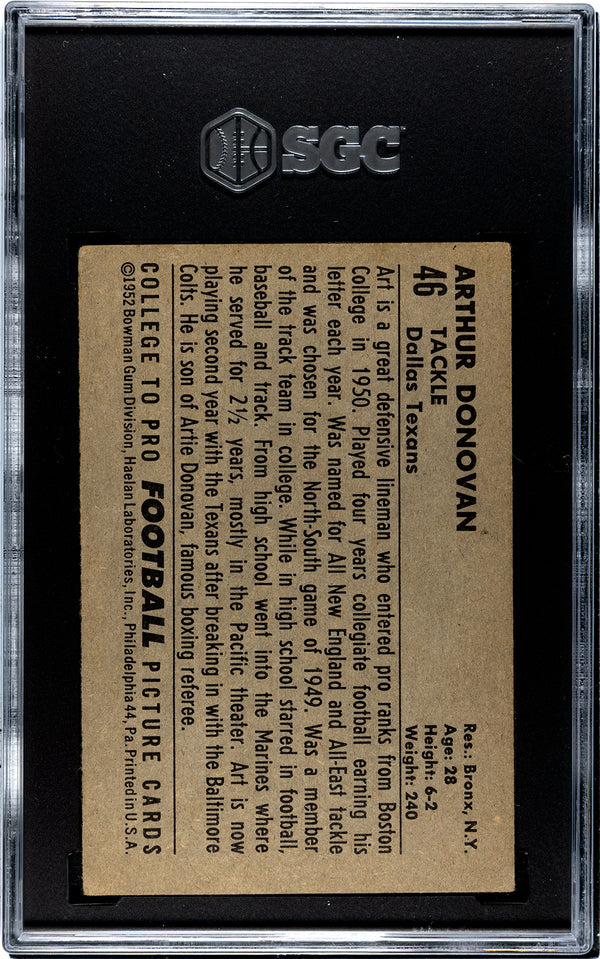 SGC
ARTHUR DONOVAN
46 TACKLE
Dallas Texans
Res.: Bronx, N.Y.
Age: 28
Height: 6-2
Weight: 240
Art is a great defensive lineman who entered pro ranks from Boston
College in 1950. Played four years collegiate football earning his
letter each year. Was named for All New England and All-East tackle
and was chosen for the North-South game of 1949. Was a member
of the track team in college. While in high school starred in football,
baseball and track. From high school went into the Marines where
he served for 2½ years, mostly in the Pacific theater. Art is now
playing second year with the Texans after breaking in with the Baltimore
Colts. He is son of Artie Donovan, famous boxing referee.
COLLEGE TO PRO FOOTBALL PICTURE CARDS
©1952 Bowman Gum Division, Haelan Laboratories, Inc., Philadelphia 44, Pa. Printed in U.S.A.